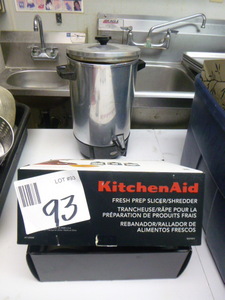 LOT #93
93
KitchenAid
FRESH PREP SLICER/SHREDDER
TRANCHEUSE/RÂPE POUR LA
PRÉPARATION DE PRODUITS FRAIS
REBANADOR/RALLADOR DE
ALIMENTOS FRESCOS